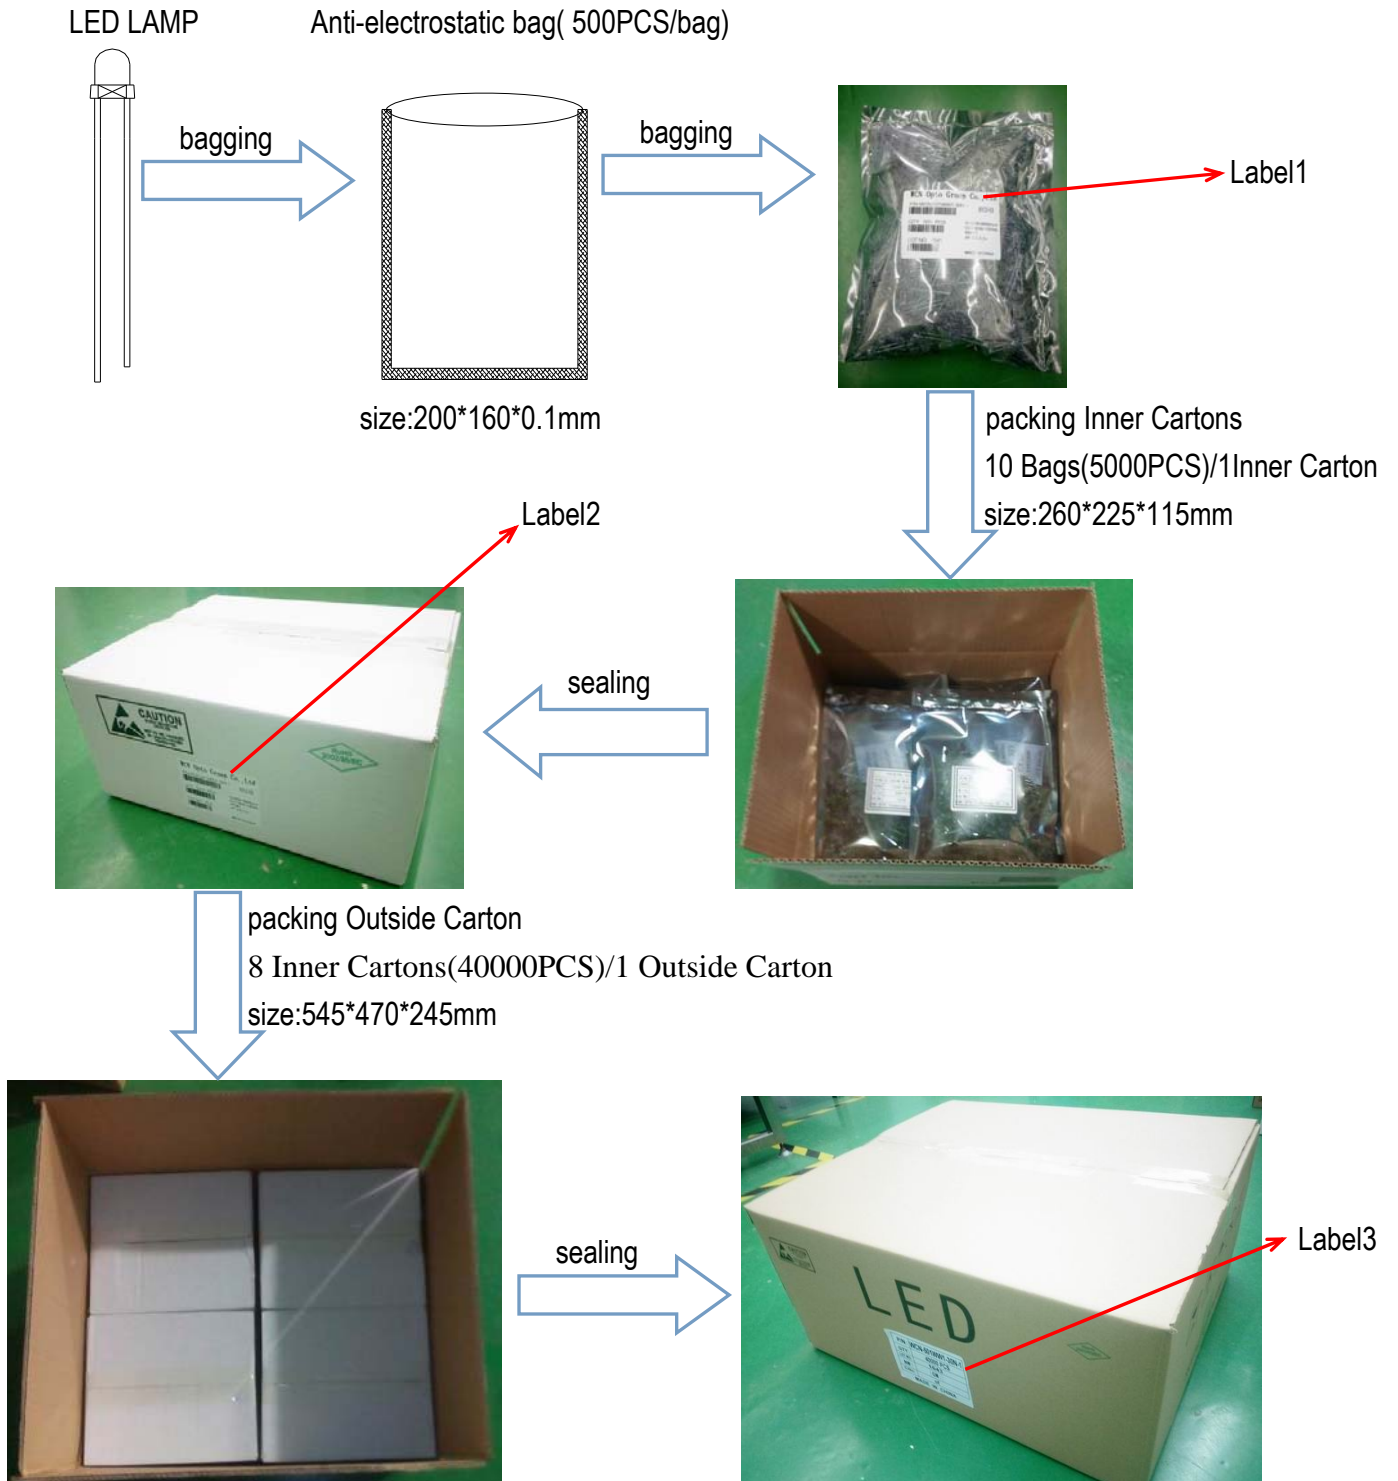 LED LAMP
Anti-electrostatic bag( 500PCS/bag)
bagging
bagging
Label1
size:200*160*0.1mm
packing Inner Cartons
10 Bags(5000PCS)/1Inner Carton
size:260*225*115mm
Label2
sealing
CAUTION
packing Outside Carton
8 Inner Cartons(40000PCS)/1 Outside Carton
size:545*470*245mm
sealing
Label3
LED